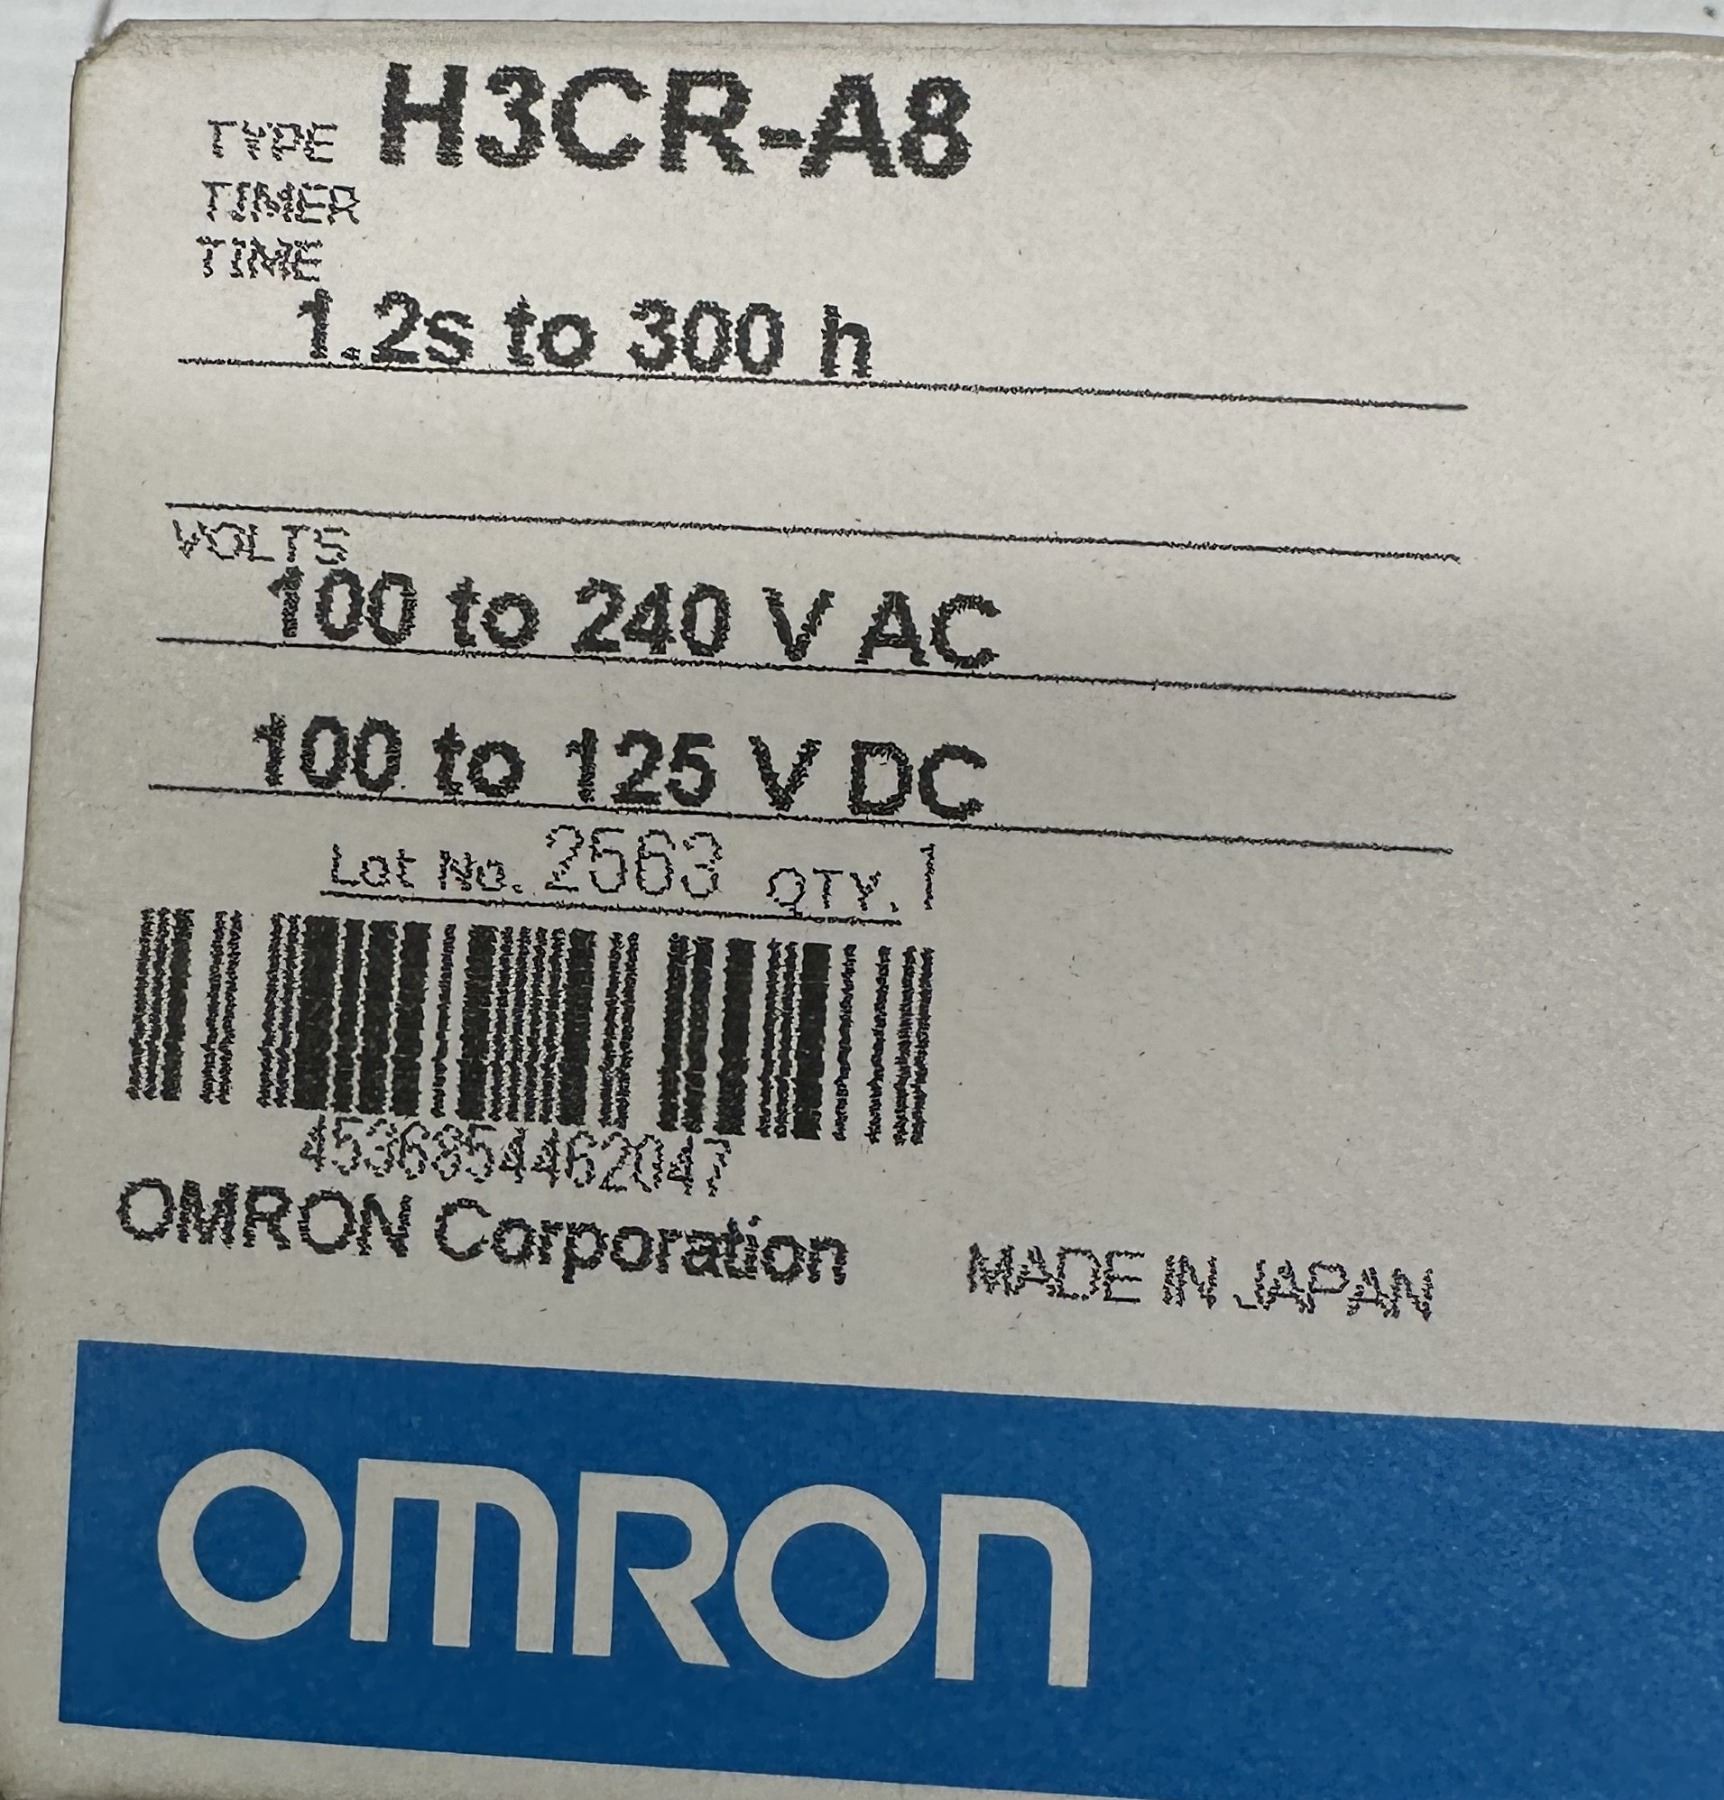 TYPE H3CR-A8
TIMER
TIME
1.2s to 300 h
VOLTS
100 to 240 V AC
100 to 125 V DC
LOT NO. 2563 QTY. 1
4536854462047
OMRON Corporation
MADE IN JAPAN
OMRON